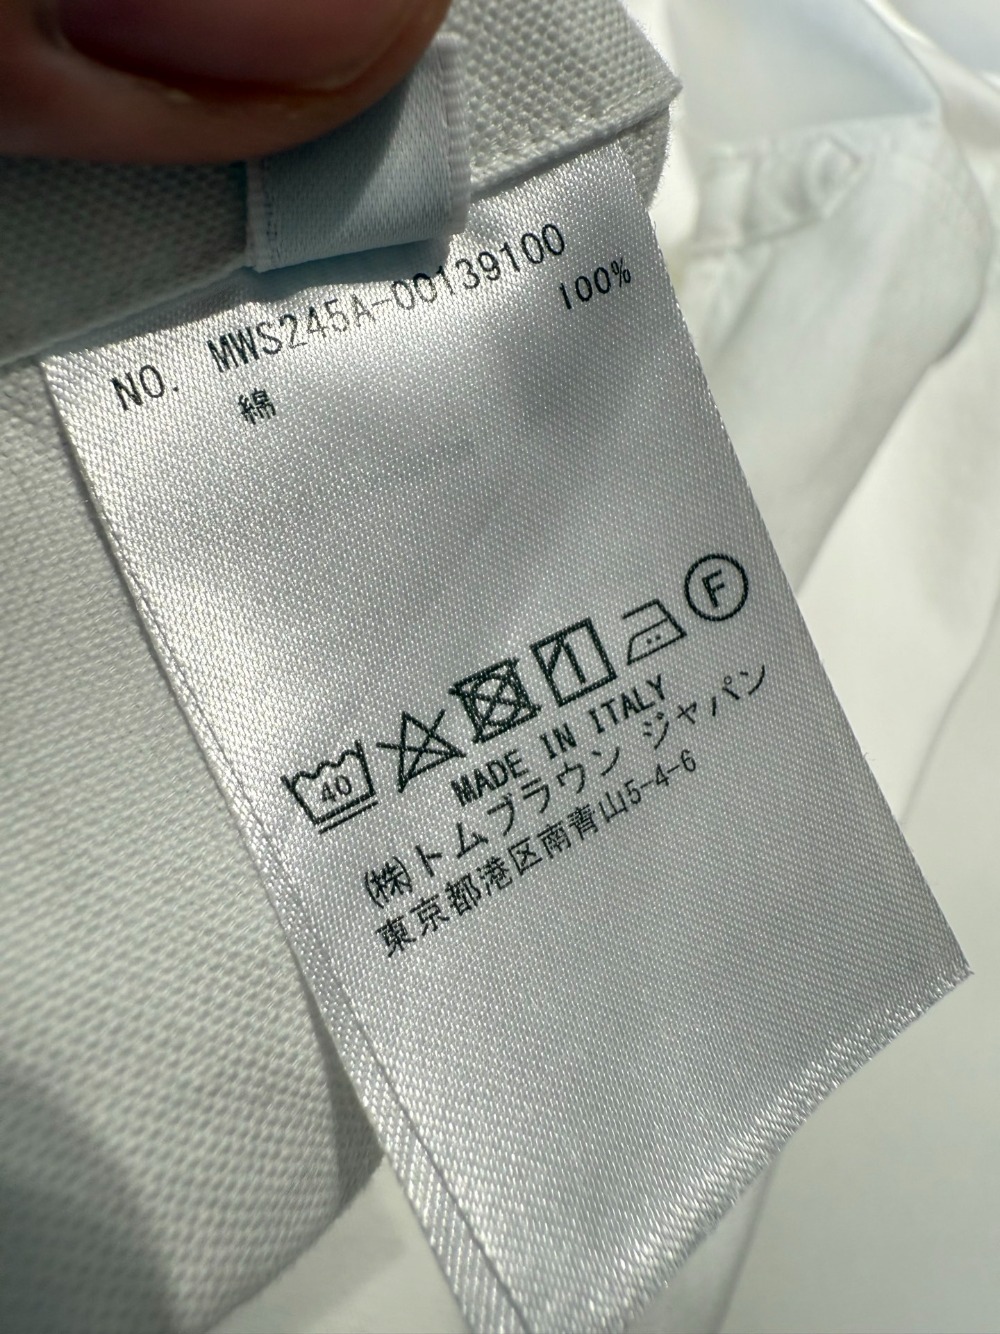 NO. MWS245A-00139100
綿 100%
40 F
MADE IN ITALY
(株)トムブラウン ジャパン
東京都港区南青山5-4-6